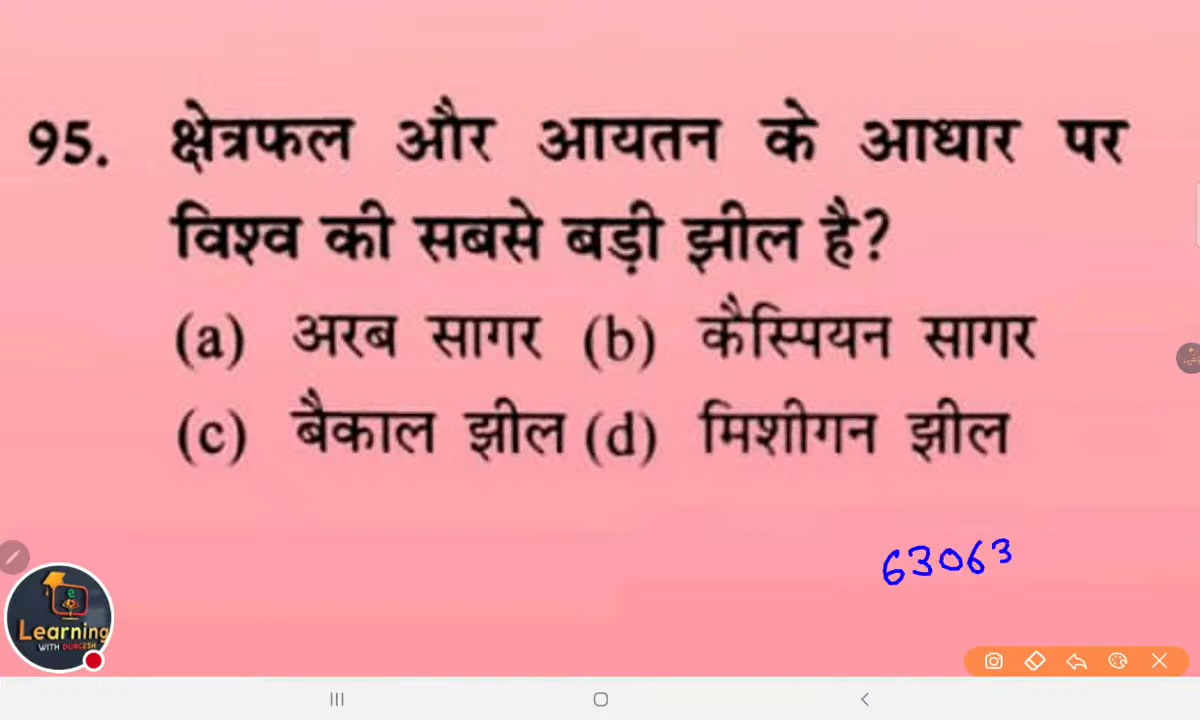 95. क्षेत्रफल और आयतन के आधार पर
विश्व की सबसे बड़ी झील है?
(a) अरब सागर (b) कैस्पियन सागर
(c) बैकाल झील (d) मिशीगन झील
63063
e
Learning
WITH DURGESH